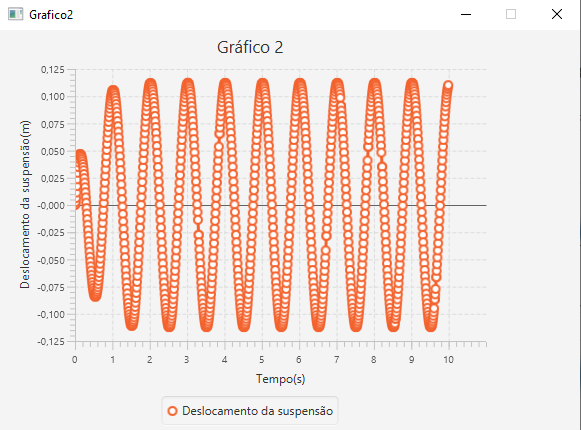 Grafico2
Gráfico 2
Deslocamento da suspensão(m)
0,125
0,100
0,075
0,050
0,025
-0,000
-0,025
-0,050
-0,075
-0,100
-0,125
0 1 2 3 4 5 6 7 8 9 10
Tempo(s)
Deslocamento da suspensão